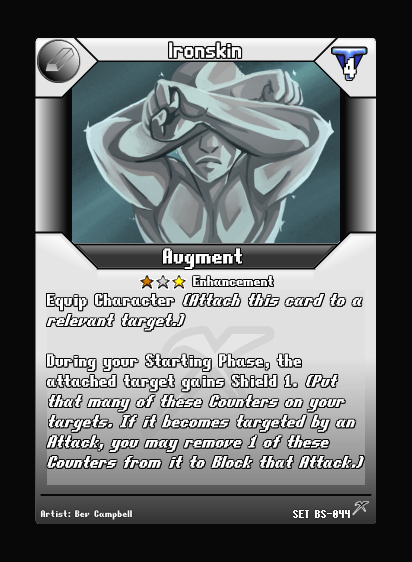 Ironskin
4
Augment
Enhancement
Equip Character (Attach this card to a
relevant target.)
During your Starting Phase, the
attached target gains Shield 1. (Put
that many of these Counters on your
targets. If it becomes targeted by an
Attack, you may remove 1 of these
Counters from it to Block that Attack.)
Artist: Bev Campbell
SET BS-044